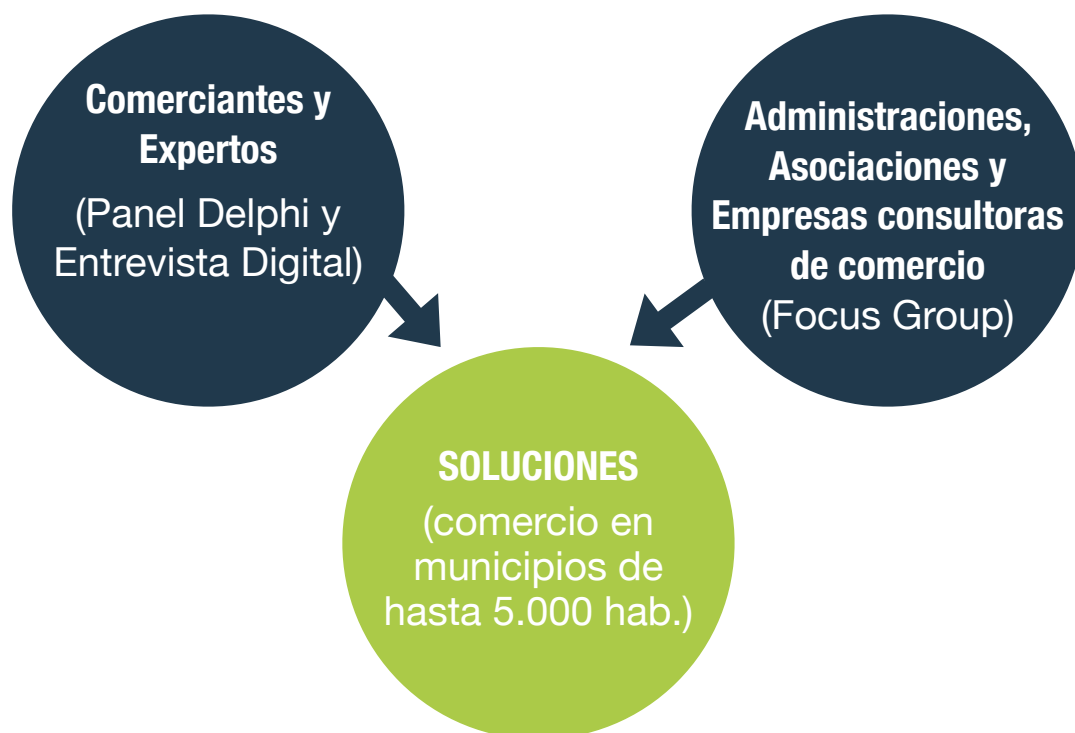 Comerciantes y
Expertos
(Panel Delphi y
Entrevista Digital)
Administraciones,
Asociaciones y
Empresas consultoras
de comercio
(Focus Group)
SOLUCIONES
(comercio en
municipios de
hasta 5.000 hab.)